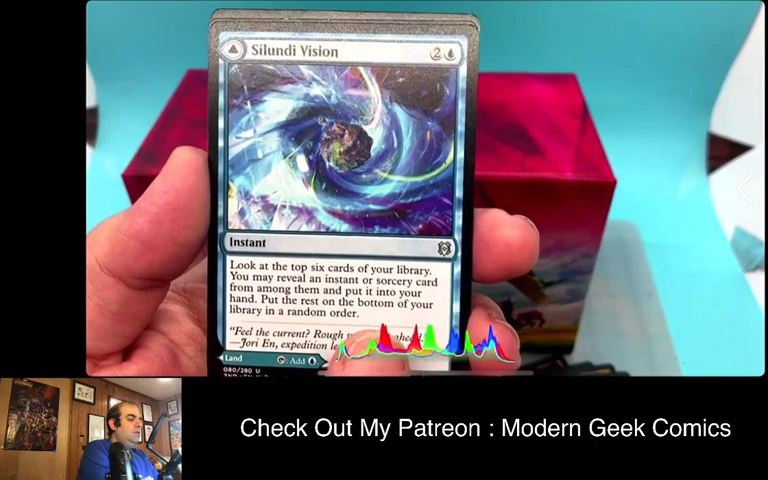 Silundi Vision 2
Instant
Look at the top six cards of your library.
You may reveal an instant or sorcery card
from among them and put it into your
hand. Put the rest on the bottom of your
library in a random order.
"Feel the current? Rough
—Jori En, expedition
Land : Add
080/280 U
Check Out My Patreon : Modern Geek Comics